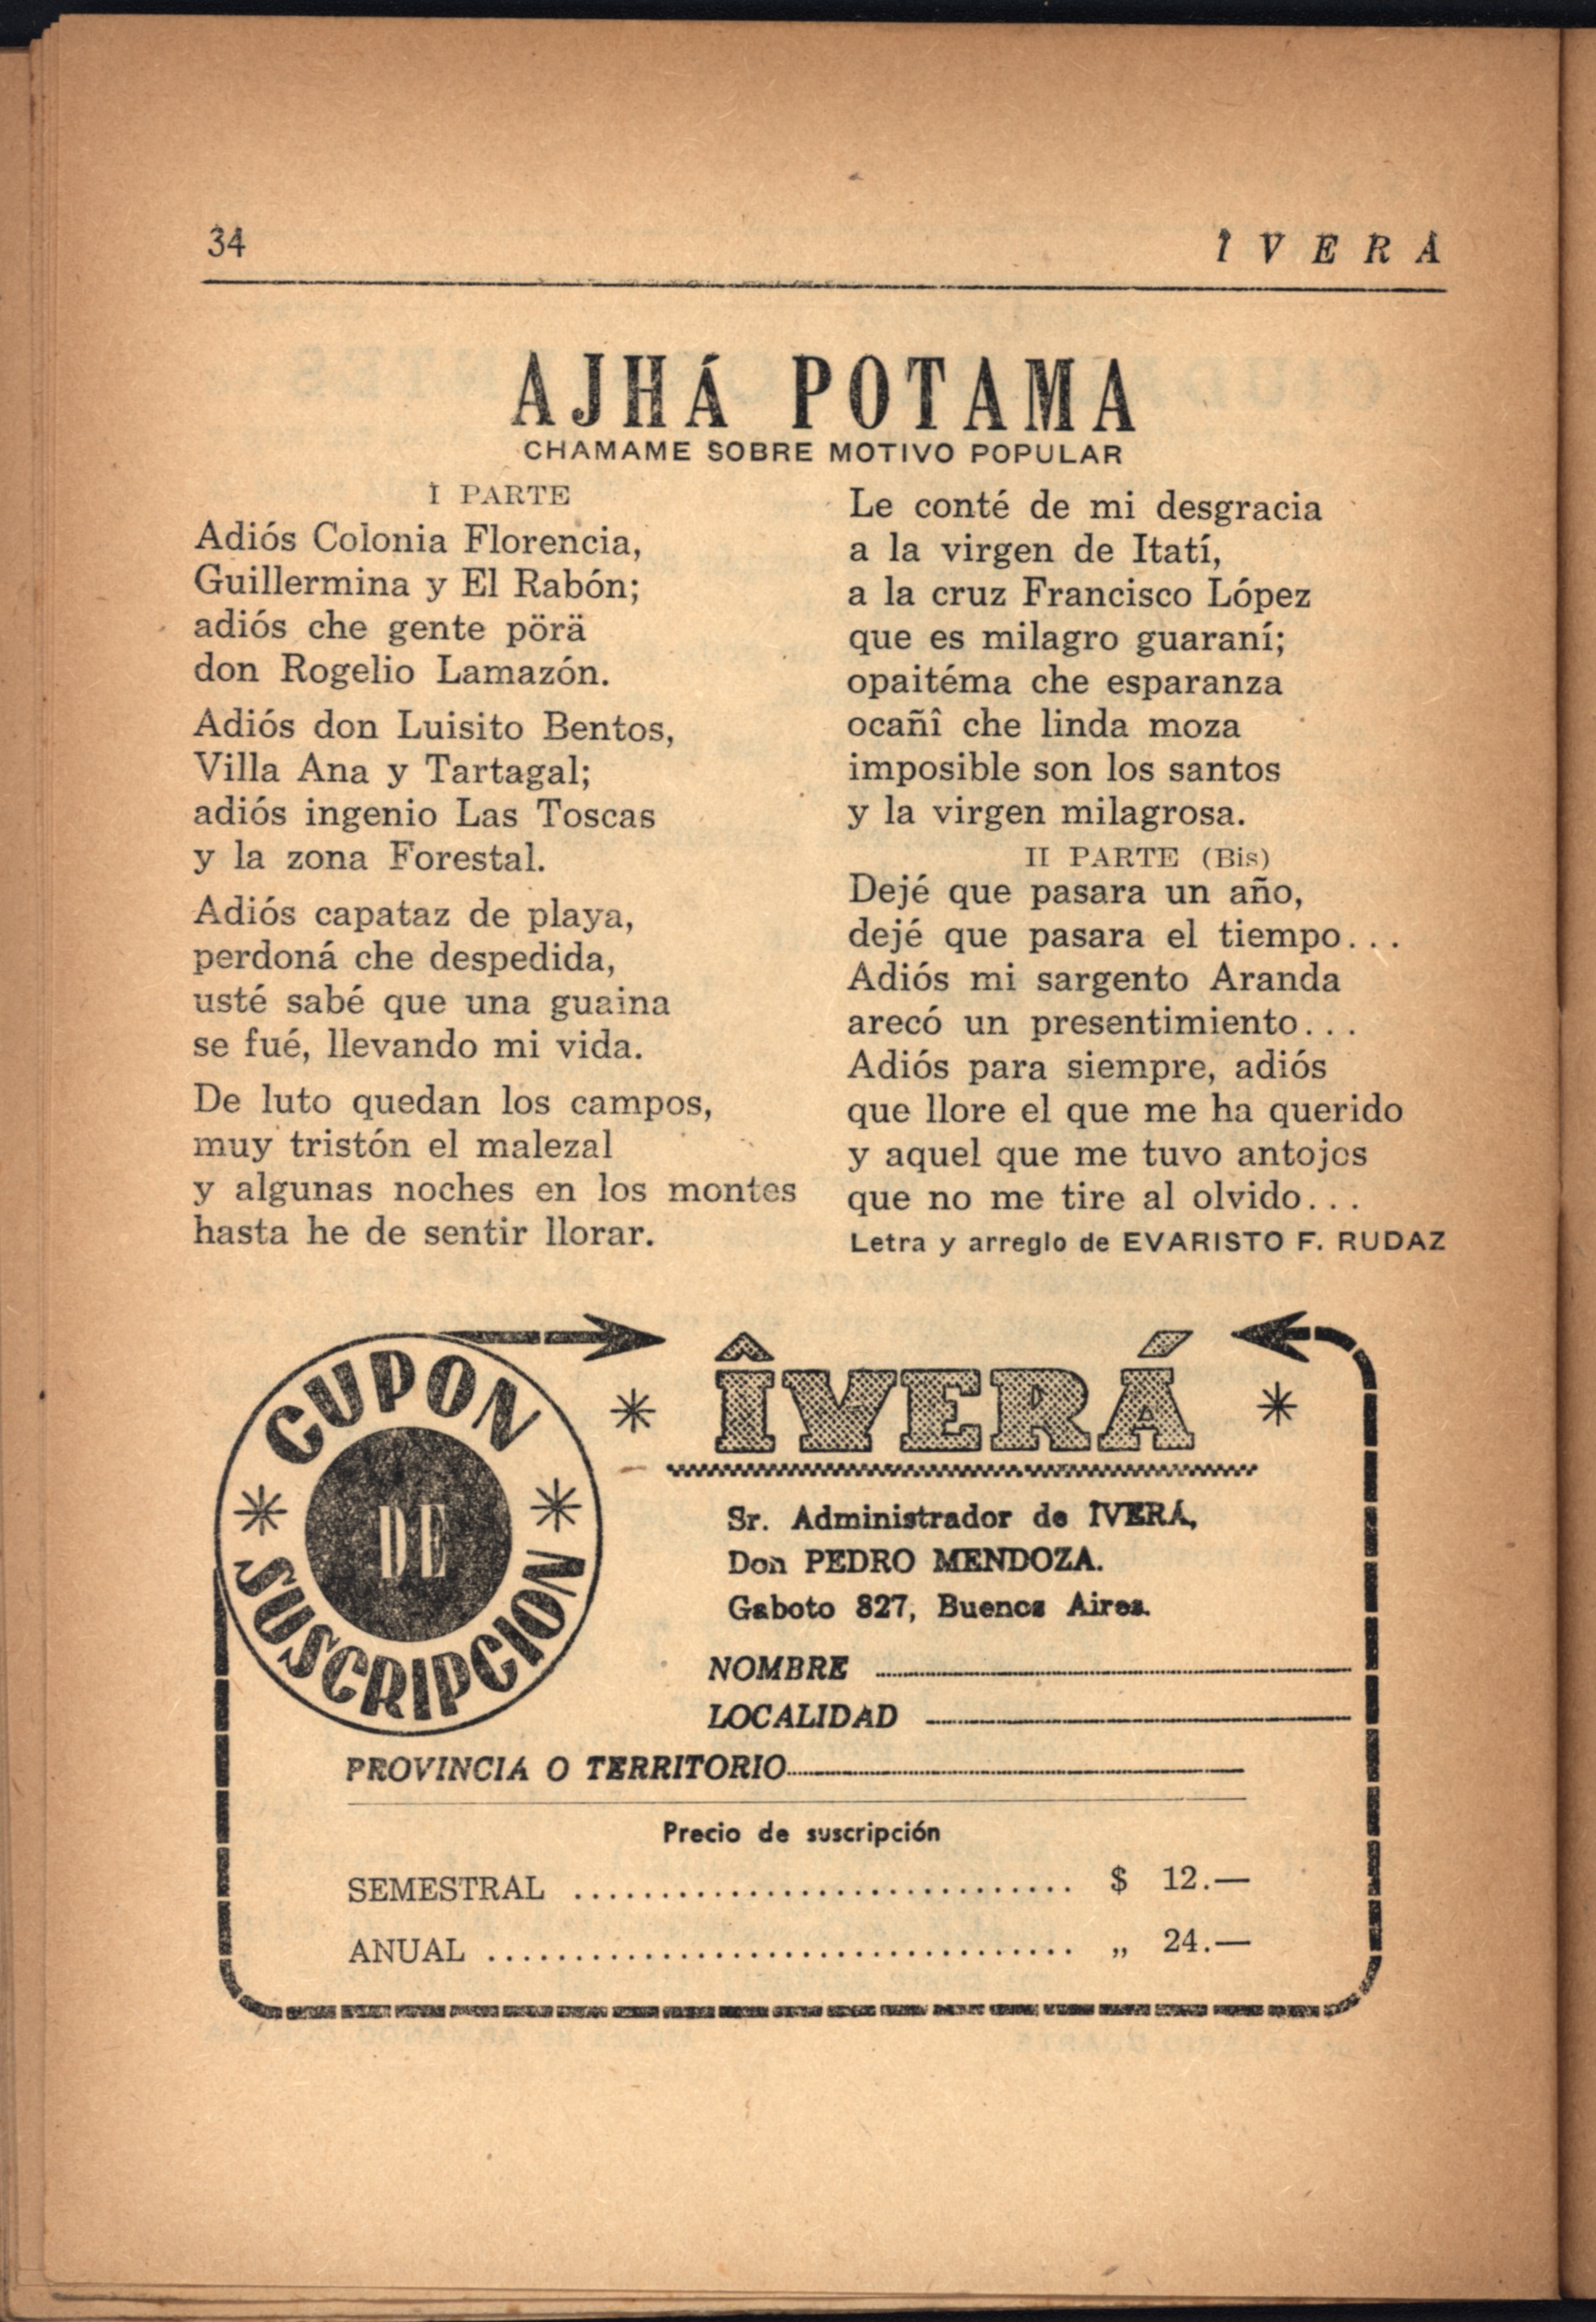 34
ÎVERÁ
AJHÁ POTAMA
CHAMAME SOBRE MOTIVO POPULAR
I PARTE
Adiós Colonia Florencia,
Guillermina y El Rabón;
adiós che gente pörä
don Rogelio Lamazón.
Adiós don Luisito Bentos,
Villa Ana y Tartagal;
adiós ingenio Las Toscas
y la zona Forestal.
Adiós capataz de playa,
perdoná che despedida,
usté sabé que una guaina
se fué, llevando mi vida.
De luto quedan los campos,
muy tristón el malezal
y algunas noches en los montes
hasta he de sentir llorar.
Le conté de mi desgracia
a la virgen de Itatí,
a la cruz Francisco López
que es milagro guaraní;
opaitéma che esparanza
ocañî che linda moza
imposible son los santos
y la virgen milagrosa.
II PARTE (Bis)
Dejé que pasara un año,
dejé que pasara el tiempo...
Adiós mi sargento Aranda
arecó un presentimiento...
Adiós para siempre, adiós
que llore el que me ha querido
y aquel que me tuvo antojos
que no me tire al olvido...
Letra y arreglo de EVARISTO F. RUDAZ
CUPON
DE
SUSCRIPCION
ÎVERÁ
Sr. Administrador de ÎVERÁ,
Don PEDRO MENDOZA.
Gaboto 827, Buenos Aires.
NOMBRE
LOCALIDAD
PROVINCIA O TERRITORIO
Precio de suscripción
SEMESTRAL .............................. $ 12.—
ANUAL .................................. „ 24.—